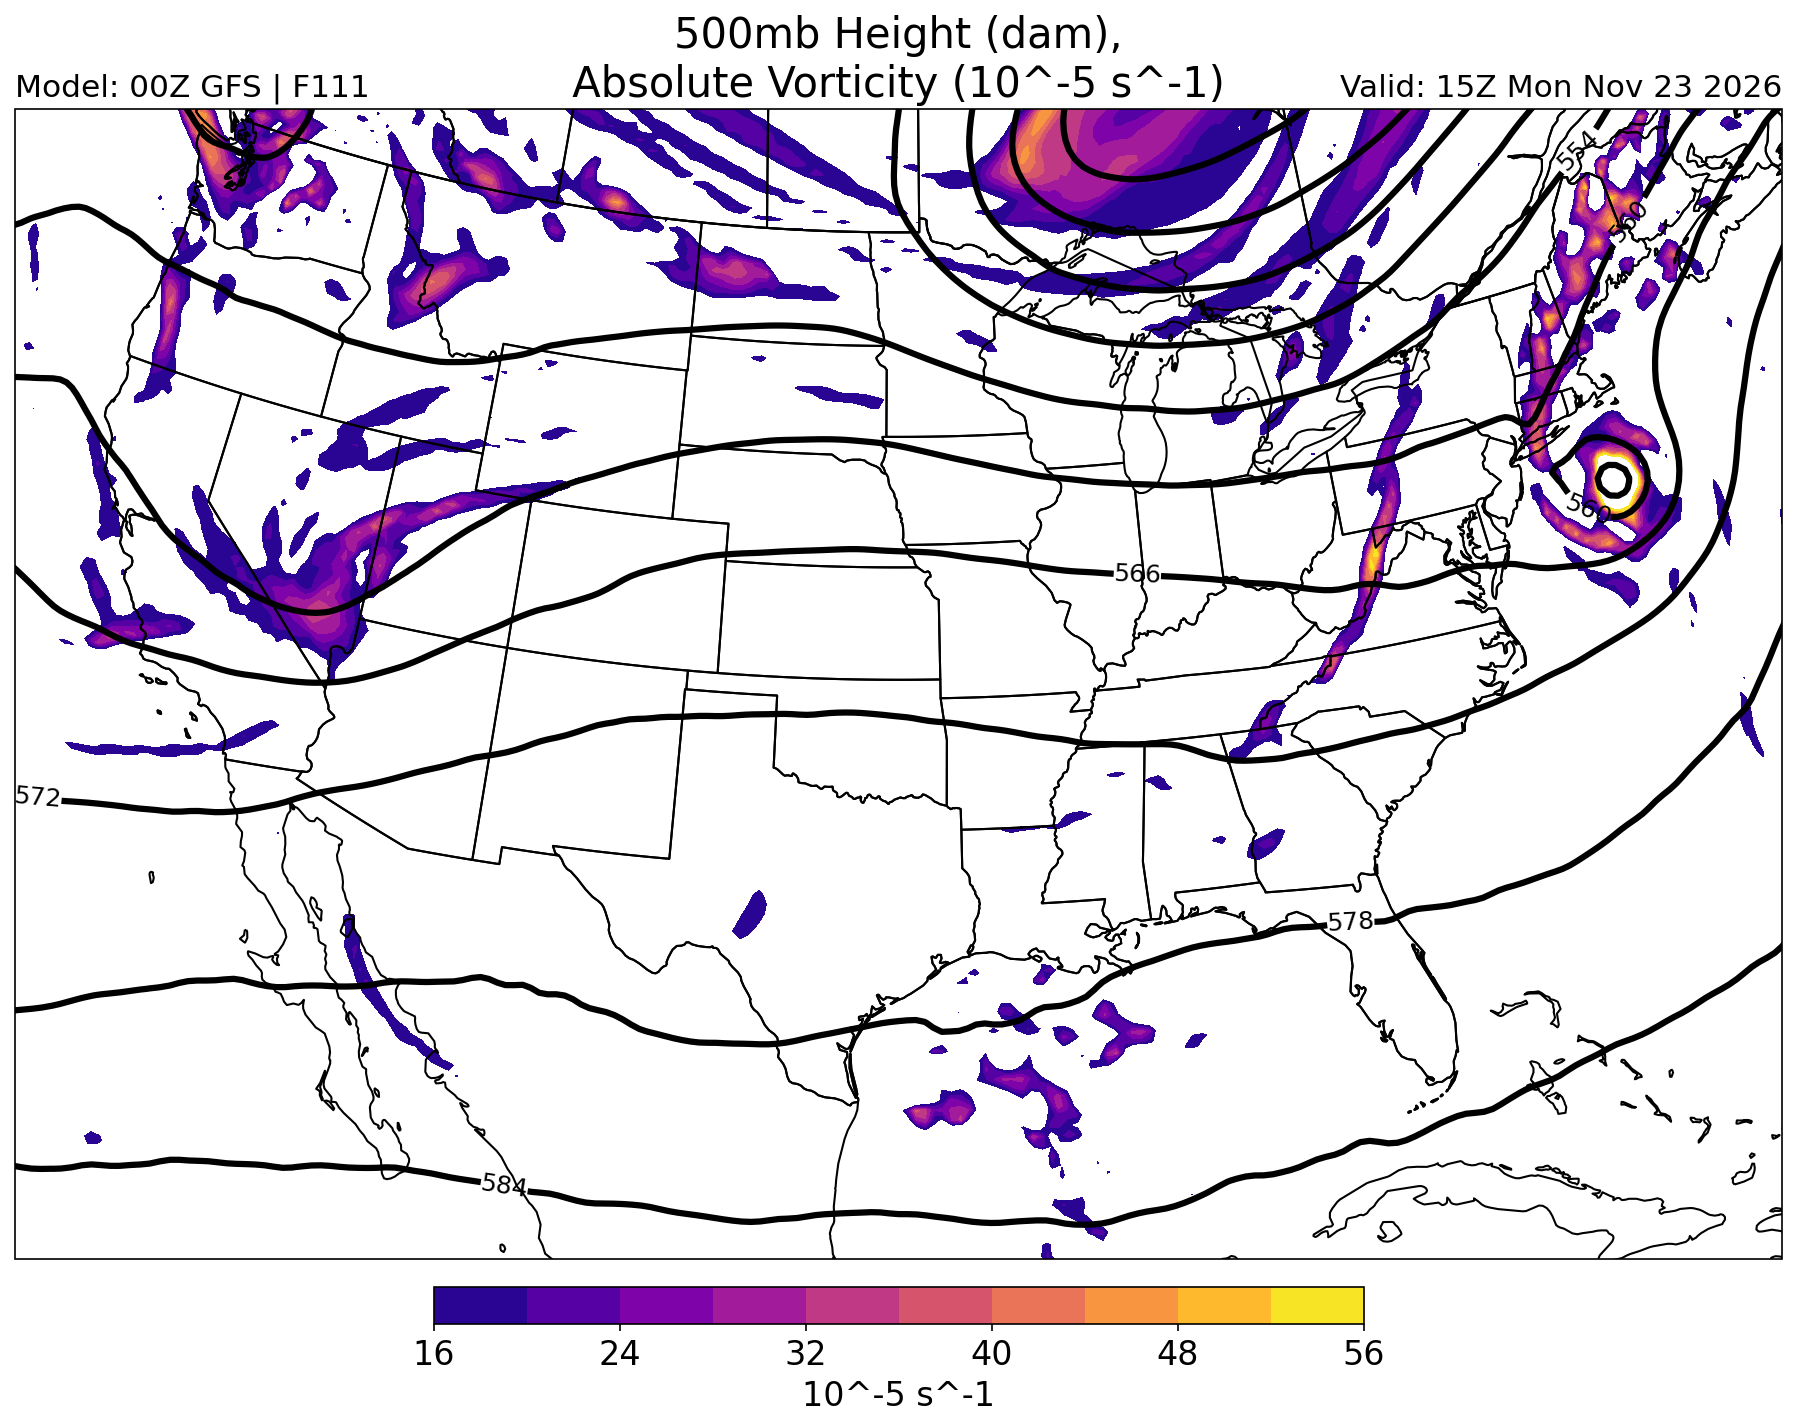 500mb Height (dam),
Absolute Vorticity (10^-5 s^-1)
Model: 00Z GFS | F111
Valid: 15Z Mon Nov 23 2026
554
560
560
566
572
578
584
16 24 32 40 48 56
10^-5 s^-1